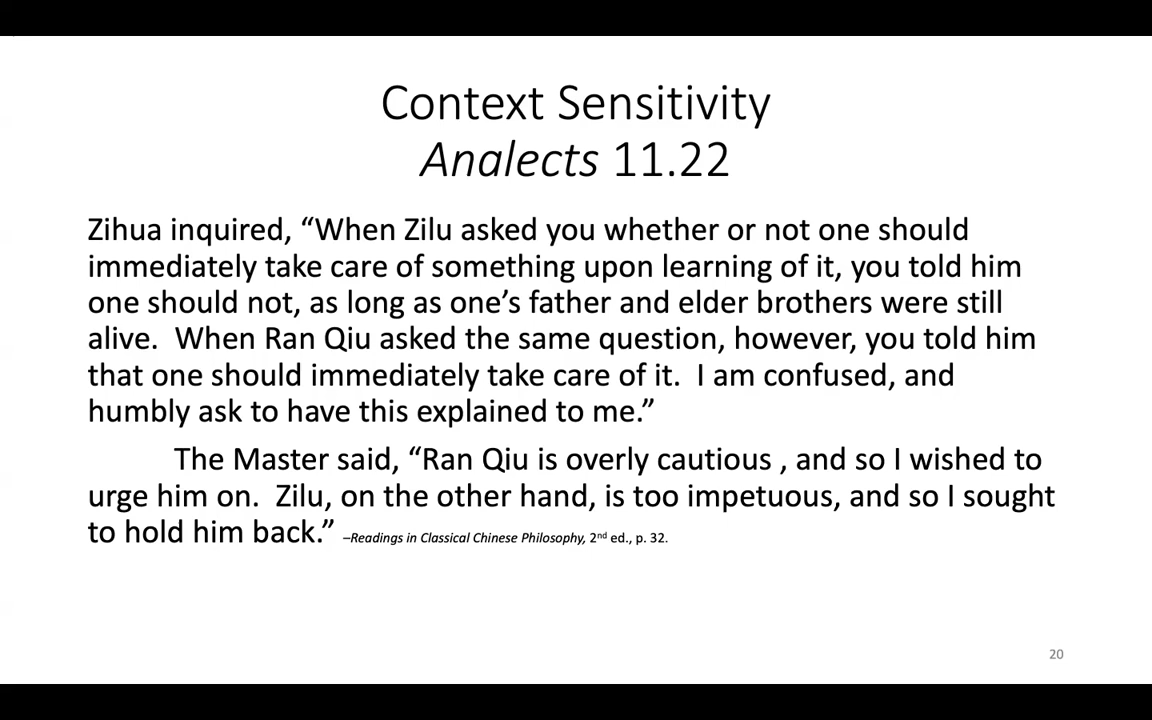 Context Sensitivity
Analects 11.22
Zihua inquired, “When Zilu asked you whether or not one should
immediately take care of something upon learning of it, you told him
one should not, as long as one’s father and elder brothers were still
alive.  When Ran Qiu asked the same question, however, you told him
that one should immediately take care of it.  I am confused, and
humbly ask to have this explained to me.”
The Master said, “Ran Qiu is overly cautious , and so I wished to
urge him on.  Zilu, on the other hand, is too impetuous, and so I sought
to hold him back.” –Readings in Classical Chinese Philosophy, 2nd ed., p. 32.
20